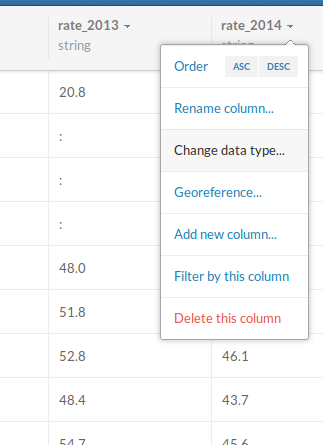 rate_2013 rate_2014
string string
Order ASC DESC
20.8
Rename column...
:
Change data type...
:
Georeference...
:
Add new column...
48.0
Filter by this column
51.8
Delete this column
52.8 46.1
48.4 43.7
54.7 45.6